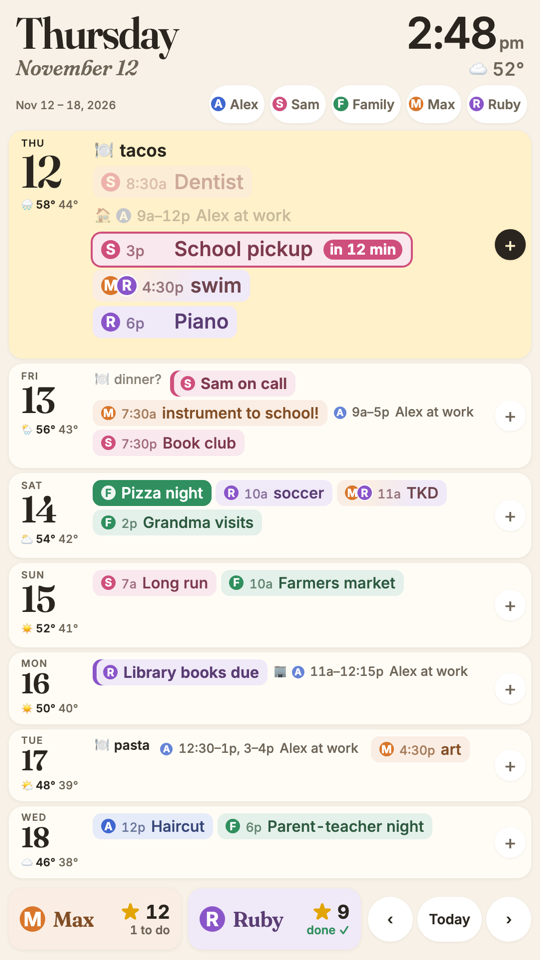 Thursday
2:48 pm
November 12
52°
Nov 12 – 18, 2026
A Alex
S Sam
F Family
M Max
R Ruby
THU
12
58° 44°
tacos
S 8:30a Dentist
A 9a–12p Alex at work
S 3p School pickup in 12 min
M R 4:30p swim
R 6p Piano
+
FRI
13
56° 43°
dinner?
S Sam on call
M 7:30a instrument to school!
A 9a–5p Alex at work
S 7:30p Book club
+
SAT
14
54° 42°
F Pizza night
R 10a soccer
M R 11a TKD
F 2p Grandma visits
+
SUN
15
52° 41°
S 7a Long run
F 10a Farmers market
+
MON
16
50° 40°
R Library books due
A 11a–12:15p Alex at work
+
TUE
17
48° 39°
pasta
A 12:30–1p, 3–4p Alex at work
M 4:30p art
+
WED
18
46° 38°
A 12p Haircut
F 6p Parent-teacher night
+
M Max
★ 12
1 to do
R Ruby
★ 9
done ✓
‹
Today
›